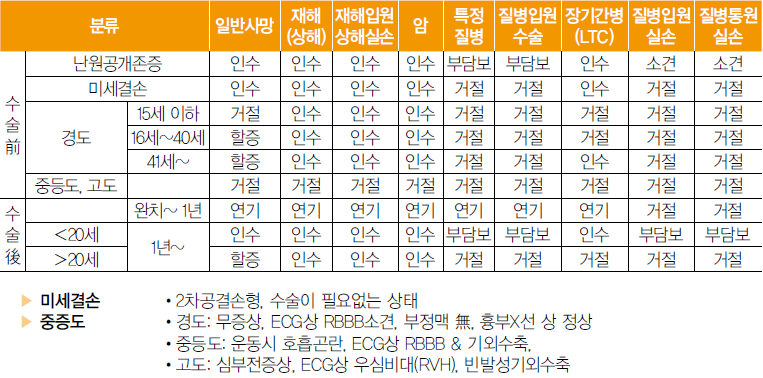 분류 일반사망 재해(상해) 재해입원상해실손 암 특정질병 질병입원수술 장기간병(LTC) 질병입원실손 질병통원실손
수술前 난원공개존증 인수 인수 인수 인수 부담보 부담보 인수 소견 소견
미세결손 인수 인수 인수 인수 거절 거절 인수 거절 거절
경도 15세 이하 거절 인수 인수 인수 거절 거절 거절 거절 거절
16세~40세 할증 인수 인수 인수 거절 거절 거절 거절 거절
41세~ 할증 인수 인수 인수 거절 거절 인수 거절 거절
중등도, 고도 거절 거절 거절 거절 거절 거절 거절 거절 거절
수술後 완치~ 1년 연기 연기 연기 연기 연기 연기 연기 거절 거절
<20세 1년~ 인수 인수 인수 인수 부담보 부담보 인수 부담보 부담보
>20세 할증 인수 인수 인수 거절 거절 거절 거절 거절
▶ 미세결손 • 2차공결손형, 수술이 필요없는 상태
▶ 중증도 • 경도: 무증상, ECG상 RBBB소견, 부정맥 無, 흉부X선 상 정상
• 중등도: 운동시 호흡곤란, ECG상 RBBB & 기외수축,
• 고도: 심부전증상, ECG상 우심비대(RVH), 빈발성기외수축